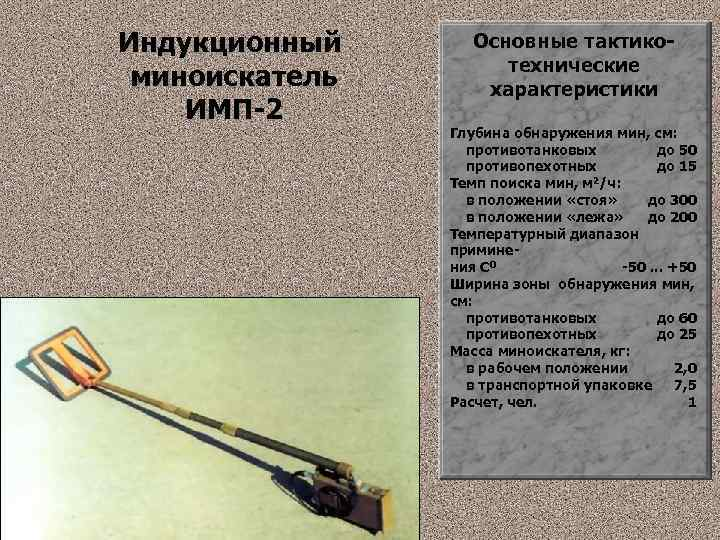 Индукционный
миноискатель
ИМП-2
Основные тактико-
технические
характеристики
Глубина обнаружения мин, см:
противотанковых до 50
противопехотных до 15
Темп поиска мин, м²/ч:
в положении «стоя» до 300
в положении «лежа» до 200
Температурный диапазон
примине-
ния С⁰ -50 ... +50
Ширина зоны обнаружения мин,
см:
противотанковых до 60
противопехотных до 25
Масса миноискателя, кг:
в рабочем положении 2, 0
в транспортной упаковке 7, 5
Расчет, чел. 1